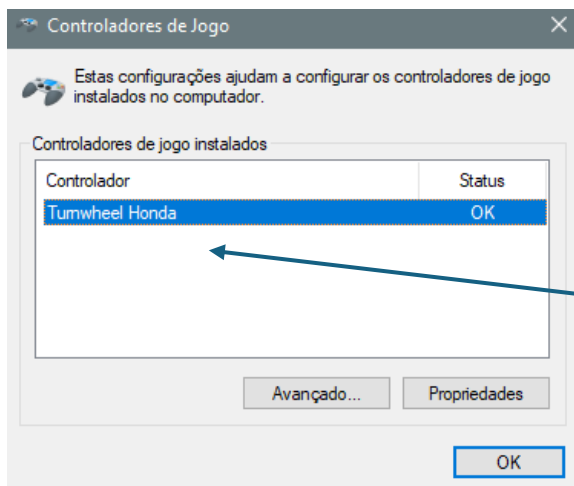 Controladores de Jogo
Estas configurações ajudam a configurar os controladores de jogo
instalados no computador.
Controladores de jogo instalados
Controlador Status
Turnwheel Honda OK
Avançado... Propriedades
OK